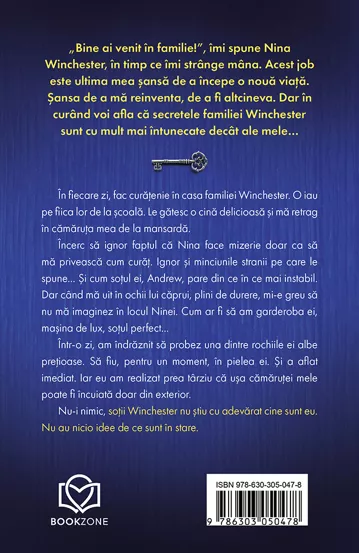 „Bine ai venit în familie!”, îmi spune Nina
Winchester, în timp ce îmi strânge mâna. Acest job
este ultima mea șansă de a începe o nouă viață.
Șansa de a mă reinventa, de a fi altcineva. Dar în
curând voi afla că secretele familiei Winchester
sunt cu mult mai întunecate decât ale mele...
În fiecare zi, fac curățenie în casa familiei Winchester. O iau
pe fiica lor de la școală. Le gătesc o cină delicioasă și mă retrag
în cămăruța mea de la mansardă.
Încerc să ignor faptul că Nina face mizerie doar ca să
mă privească cum curăț. Ignor și minciunile stranii pe care le
spune... Și cum soțul ei, Andrew, pare din ce în ce mai instabil.
Dar când mă uit în ochii lui căprui, plini de durere, mi-e greu să
nu mă imaginez în locul Ninei. Cum ar fi să am garderoba ei,
mașina de lux, soțul perfect...
Într-o zi, am îndrăznit să probez una dintre rochiile ei albe
prețioase. Să fiu, pentru un moment, în pielea ei. Și a aflat
imediat. Iar eu am realizat prea târziu că ușa cămăruței mele
poate fi încuiată doar din exterior.
Nu-i nimic, soții Winchester nu știu cu adevărat cine sunt eu.
Nu au nicio idee de ce sunt în stare.
BOOKZONE
ISBN 978-630-305-047-8
9 786303 050478